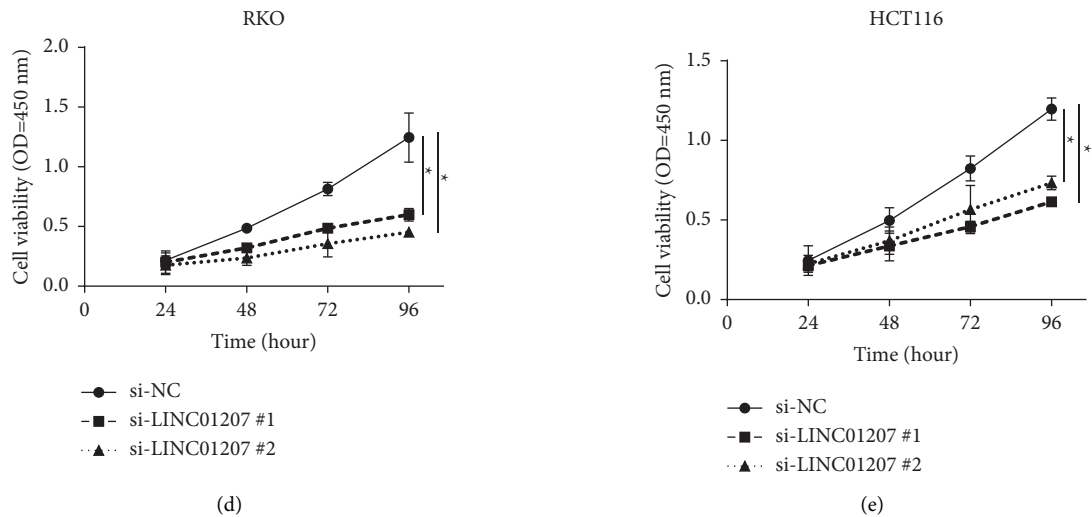 RKO
Cell viability (OD=450 nm)
2.0
1.5
1.0
0.5
0.0
0
24
48
72
96
*
*
Time (hour)
si-NC
si-LINC01207 #1
si-LINC01207 #2
(d)
HCT116
Cell viability (OD=450 nm)
1.5
1.0
0.5
0.0
0
24
48
72
96
*
*
Time (hour)
si-NC
si-LINC01207 #1
si-LINC01207 #2
(e)